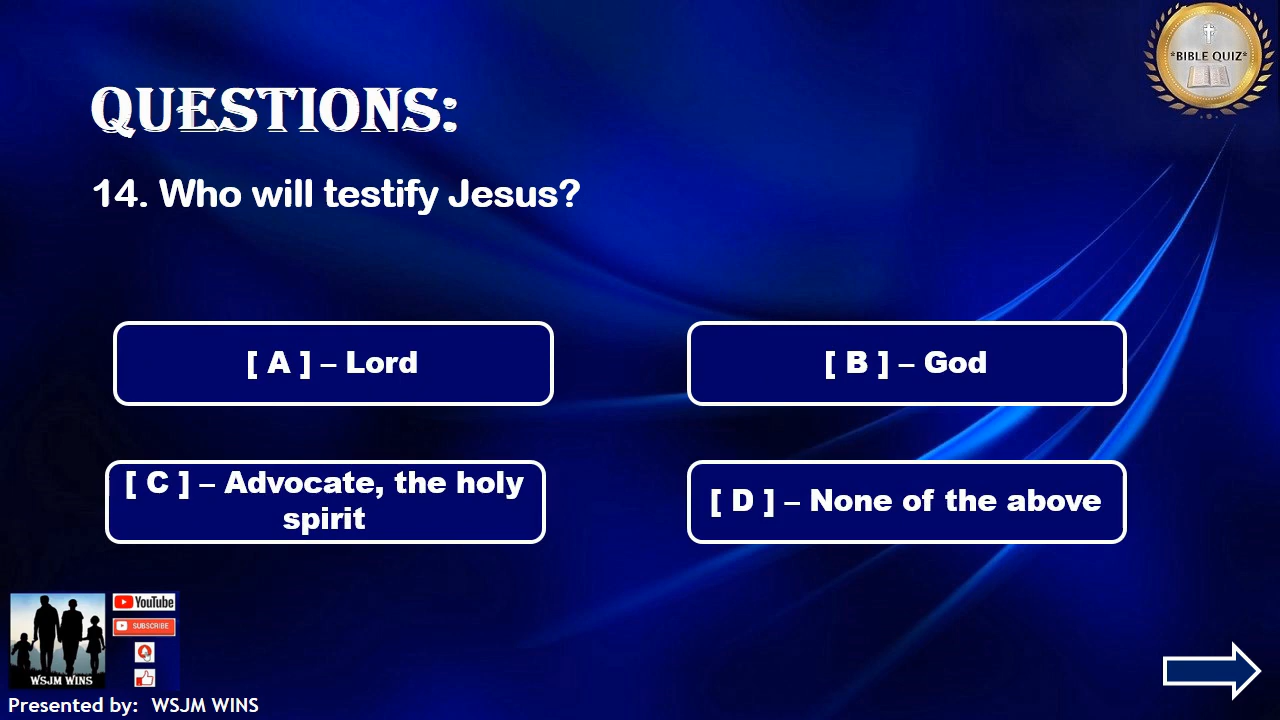 *BIBLE QUIZ*
QUESTIONS:
14. Who will testify Jesus?
[ A ] – Lord
[ B ] – God
[ C ] – Advocate, the holy
spirit
[ D ] – None of the above
YouTube
SUBSCRIBE
WSJM WINS
Presented by: WSJM WINS